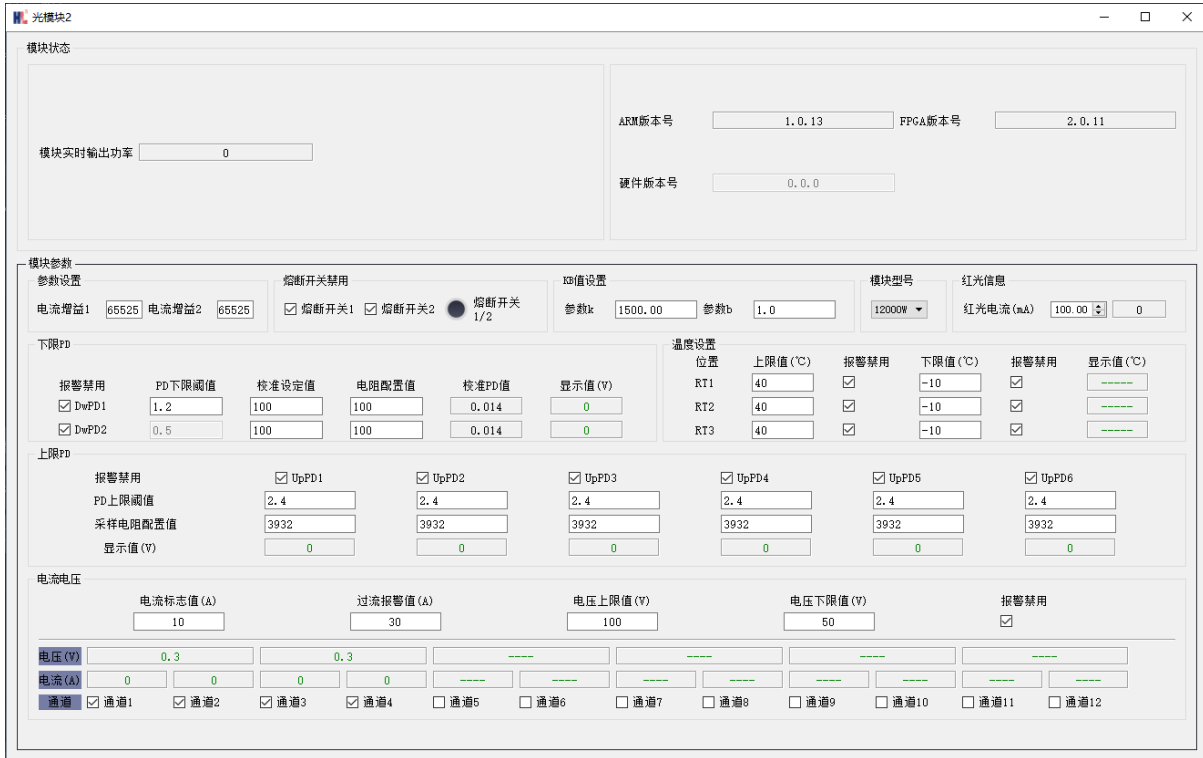 光模块2
模块状态
ARM版本号 1.0.13 FPGA版本号 2.0.11
模块实时输出功率 0
硬件版本号 0.0.0
模块参数
参数设置 熔断开关禁用 KB值设置 模块型号 红光信息
电流增益1 65525 电流增益2 65525 熔断开关1 熔断开关2 熔断开关
1/2
参数k 1500.00 参数b 1.0 12000W 红光电流(mA) 100.00 0
下限PD 温度设置
位置 上限值(℃) 报警禁用 下限值(℃) 报警禁用 显示值(℃)
报警禁用 PD下限阈值 校准设定值 电阻配置值 校准PD值 显示值(V)
RT1 40 -10 -----
DwPD1 1.2 100 100 0.014 0
RT2 40 -10 -----
DwPD2 0.5 100 100 0.014 0
RT3 40 -10 -----
上限PD
报警禁用 UpPD1 UpPD2 UpPD3 UpPD4 UpPD5 UpPD6
PD上限阈值 2.4 2.4 2.4 2.4 2.4 2.4
采样电阻配置值 3932 3932 3932 3932 3932 3932
显示值(V) 0 0 0 0 0 0
电流电压
电流标志值(A) 过流报警值(A) 电压上限值(V) 电压下限值(V) 报警禁用
10 30 100 50
电压(V) 0.3 0.3 ---- ---- ---- ----
电流(A) 0 0 0 0 ---- ---- ---- ---- ---- ---- ---- ----
通道 通道1 通道2 通道3 通道4 通道5 通道6 通道7 通道8 通道9 通道10 通道11 通道12